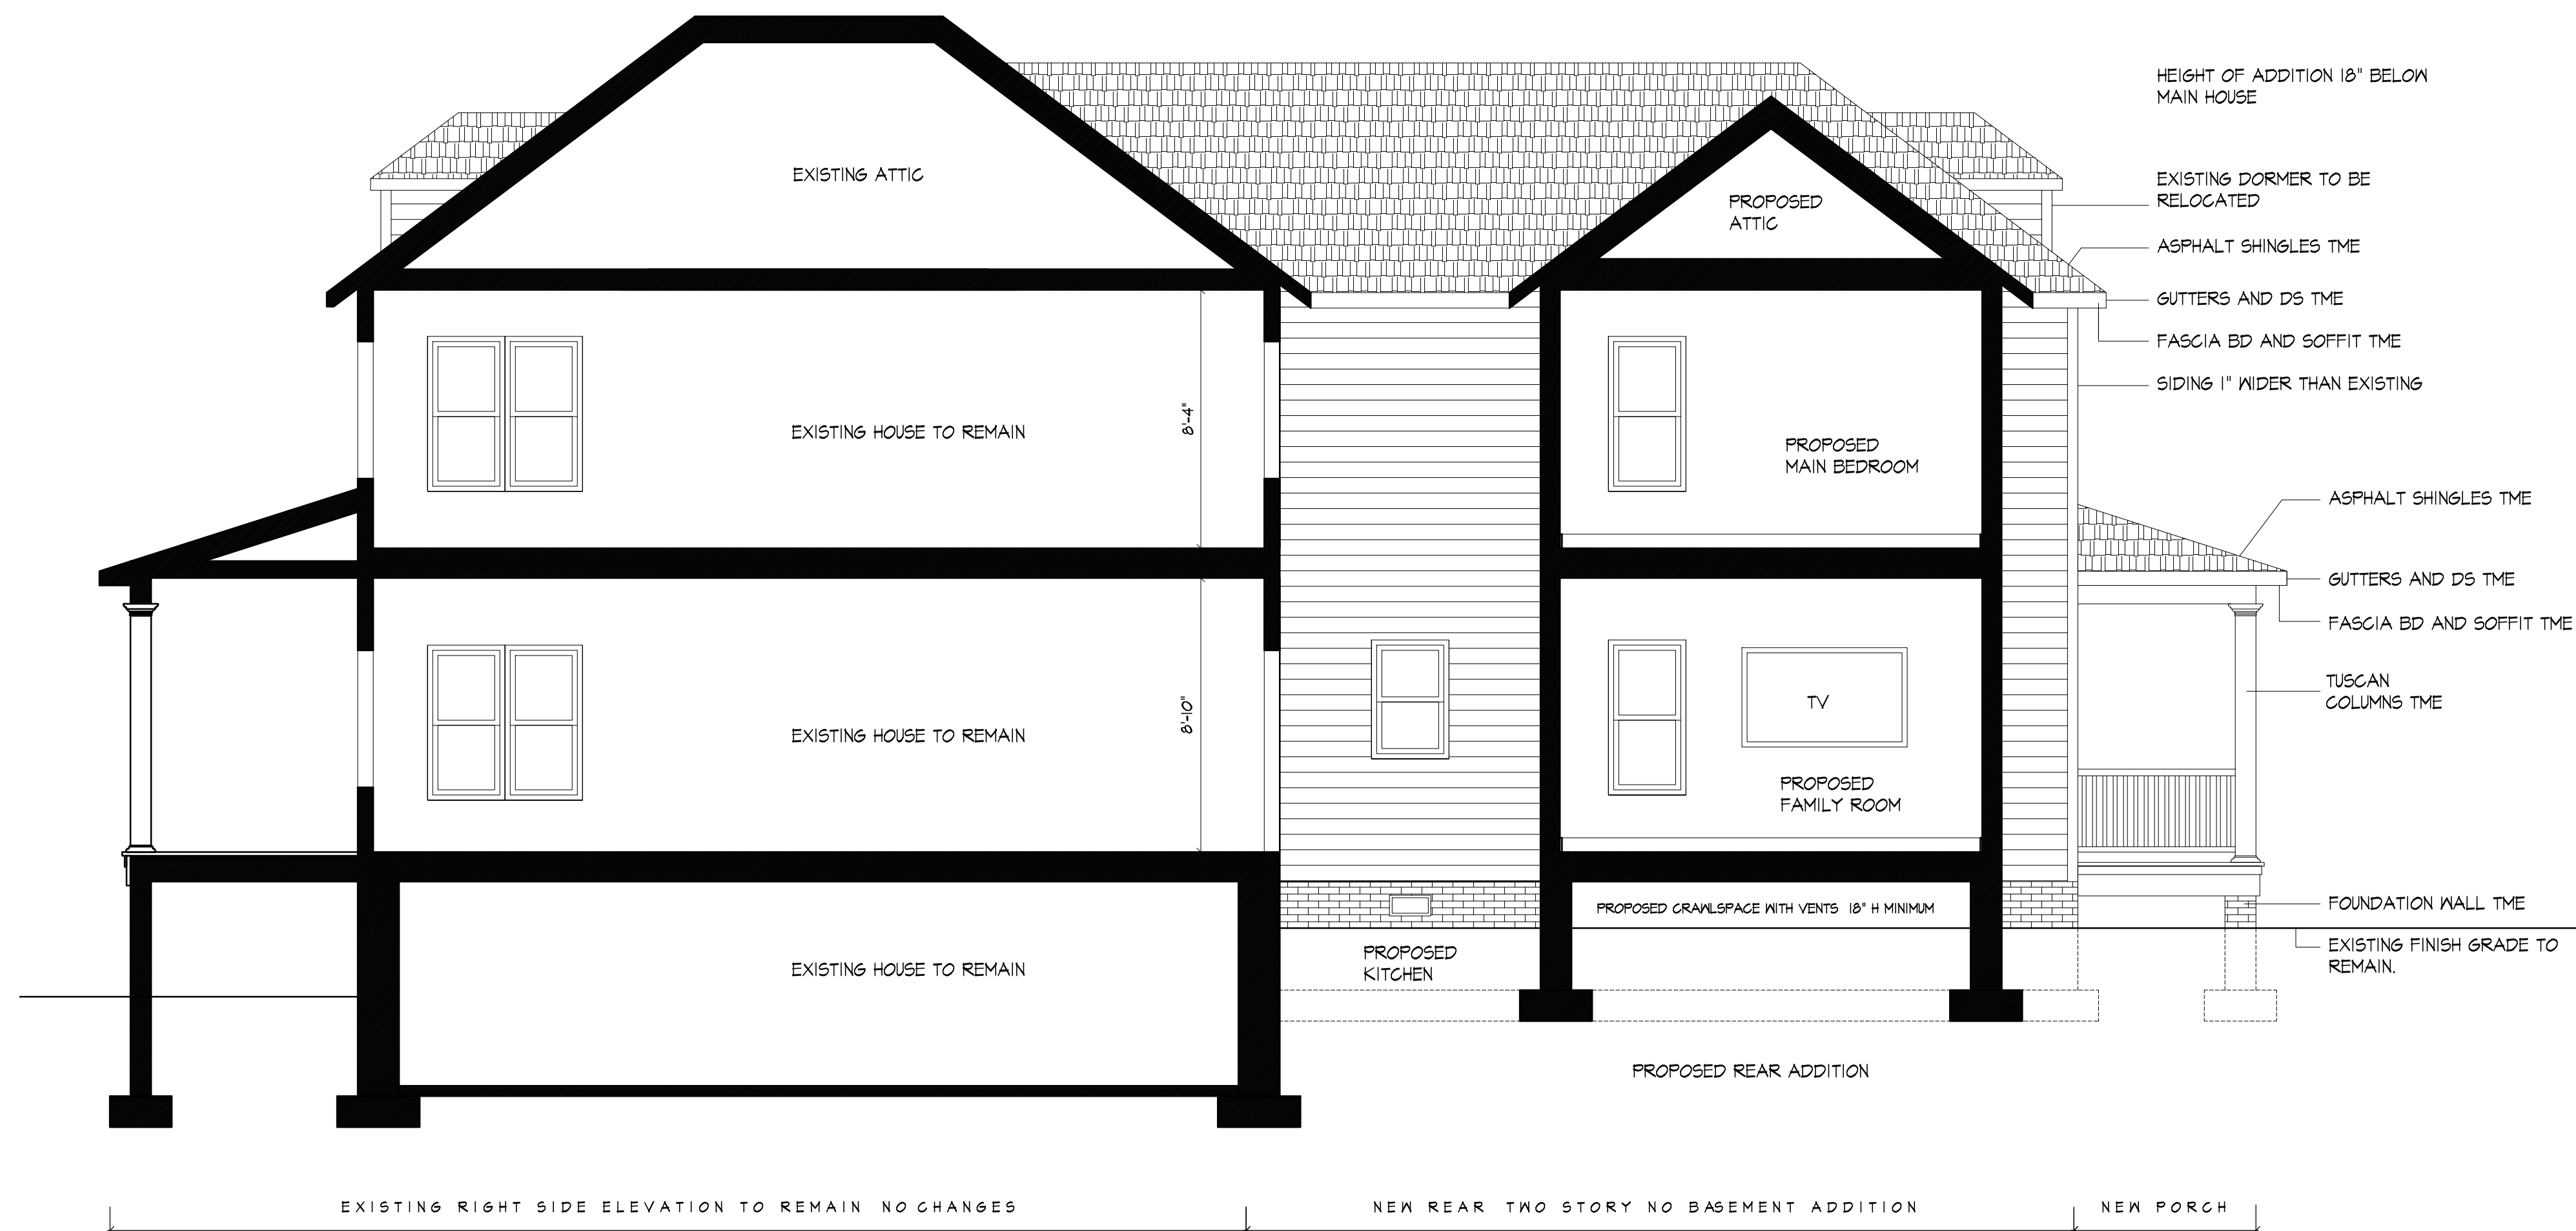 HEIGHT OF ADDITION 18" BELOW
MAIN HOUSE
EXISTING ATTIC
PROPOSED
ATTIC
EXISTING DORMER TO BE
RELOCATED
ASPHALT SHINGLES TME
GUTTERS AND DS TME
FASCIA BD AND SOFFIT TME
SIDING 1" WIDER THAN EXISTING
EXISTING HOUSE TO REMAIN
8'-4"
PROPOSED
MAIN BEDROOM
ASPHALT SHINGLES TME
GUTTERS AND DS TME
FASCIA BD AND SOFFIT TME
TUSCAN
COLUMNS TME
EXISTING HOUSE TO REMAIN
8'-10"
TV
PROPOSED
FAMILY ROOM
PROPOSED CRAWLSPACE WITH VENTS 18" H MINIMUM
FOUNDATION WALL TME
EXISTING FINISH GRADE TO
REMAIN.
EXISTING HOUSE TO REMAIN
PROPOSED
KITCHEN
PROPOSED REAR ADDITION
EXISTING RIGHT SIDE ELEVATION TO REMAIN NO CHANGES
NEW REAR TWO STORY NO BASEMENT ADDITION
NEW PORCH